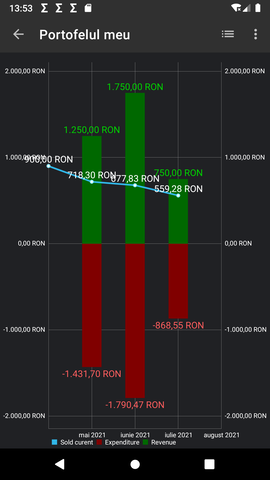 13:53
Portofelul meu
2.000,00 RON 2.000,00 RON
1.750,00 RON
1.250,00 RON
1.000,00 RON 1.000,00 RON
900,00 RON
750,00 RON
718,30 RON 677,83 RON
559,28 RON
0,00 RON 0,00 RON
-868,55 RON
-1.000,00 RON -1.000,00 RON
-1.431,70 RON
-1.790,47 RON
-2.000,00 RON -2.000,00 RON
mai 2021 iunie 2021 iulie 2021 august 2021
Sold curent Expenditure Revenue